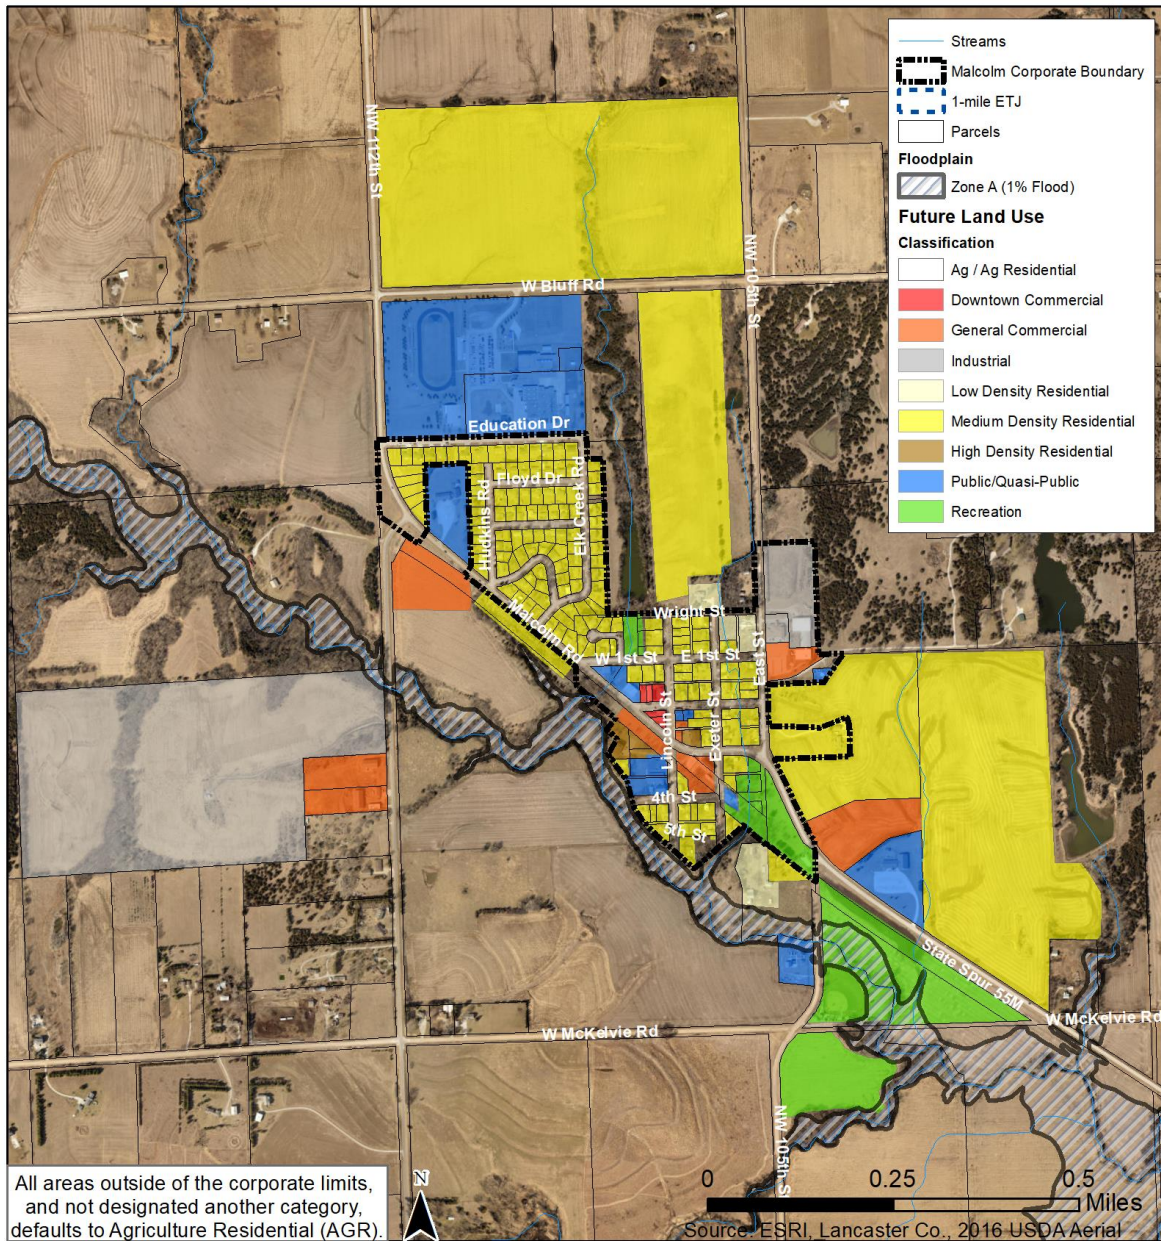 Streams
Malcolm Corporate Boundary
1-mile ETJ
Parcels
Floodplain
Zone A (1% Flood)
Future Land Use
Classification
Ag / Ag Residential
Downtown Commercial
General Commercial
Industrial
Low Density Residential
Medium Density Residential
High Density Residential
Public/Quasi-Public
Recreation
NW 112th St
NW 105th St
W Bluff Rd
Education Dr
Floyd Dr
Hudkins Rd
Elk Creek Rd
Malcolm Rd
Wright St
W 1st St
E 1st St
East St
Lincoln St
Exeter St
4th St
5th St
State Spur 55M
W McKelvie Rd
W McKelvie Rd
NW 105th St
All areas outside of the corporate limits,
and not designated another category,
defaults to Agriculture Residential (AGR).
N
0 0.25 0.5
Miles
Source: ESRI, Lancaster Co., 2016 USDA Aerial